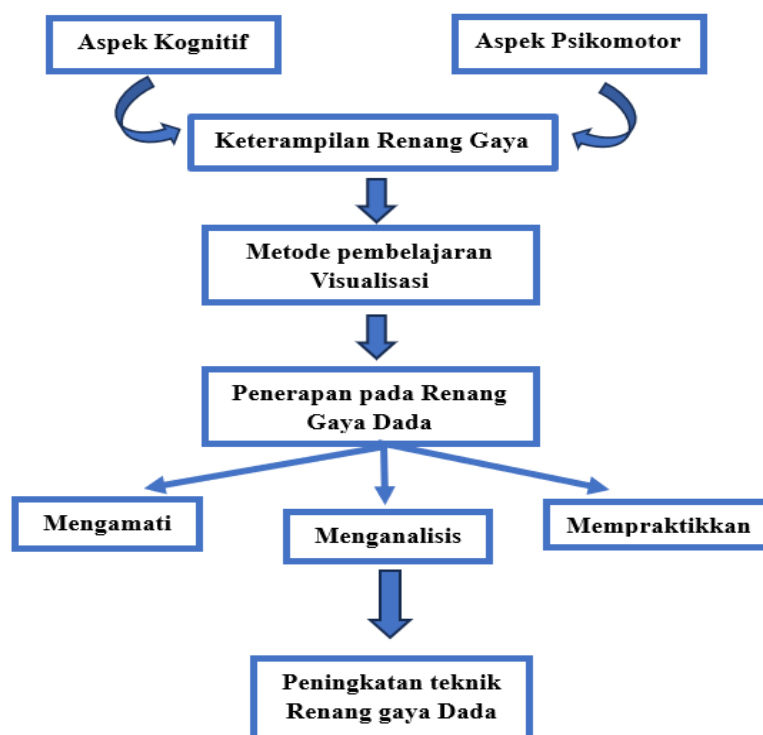 Aspek Kognitif
Aspek Psikomotor
Keterampilan Renang Gaya
Metode pembelajaran
Visualisasi
Penerapan pada Renang
Gaya Dada
Mengamati
Menganalisis
Mempraktikkan
Peningkatan teknik
Renang gaya Dada